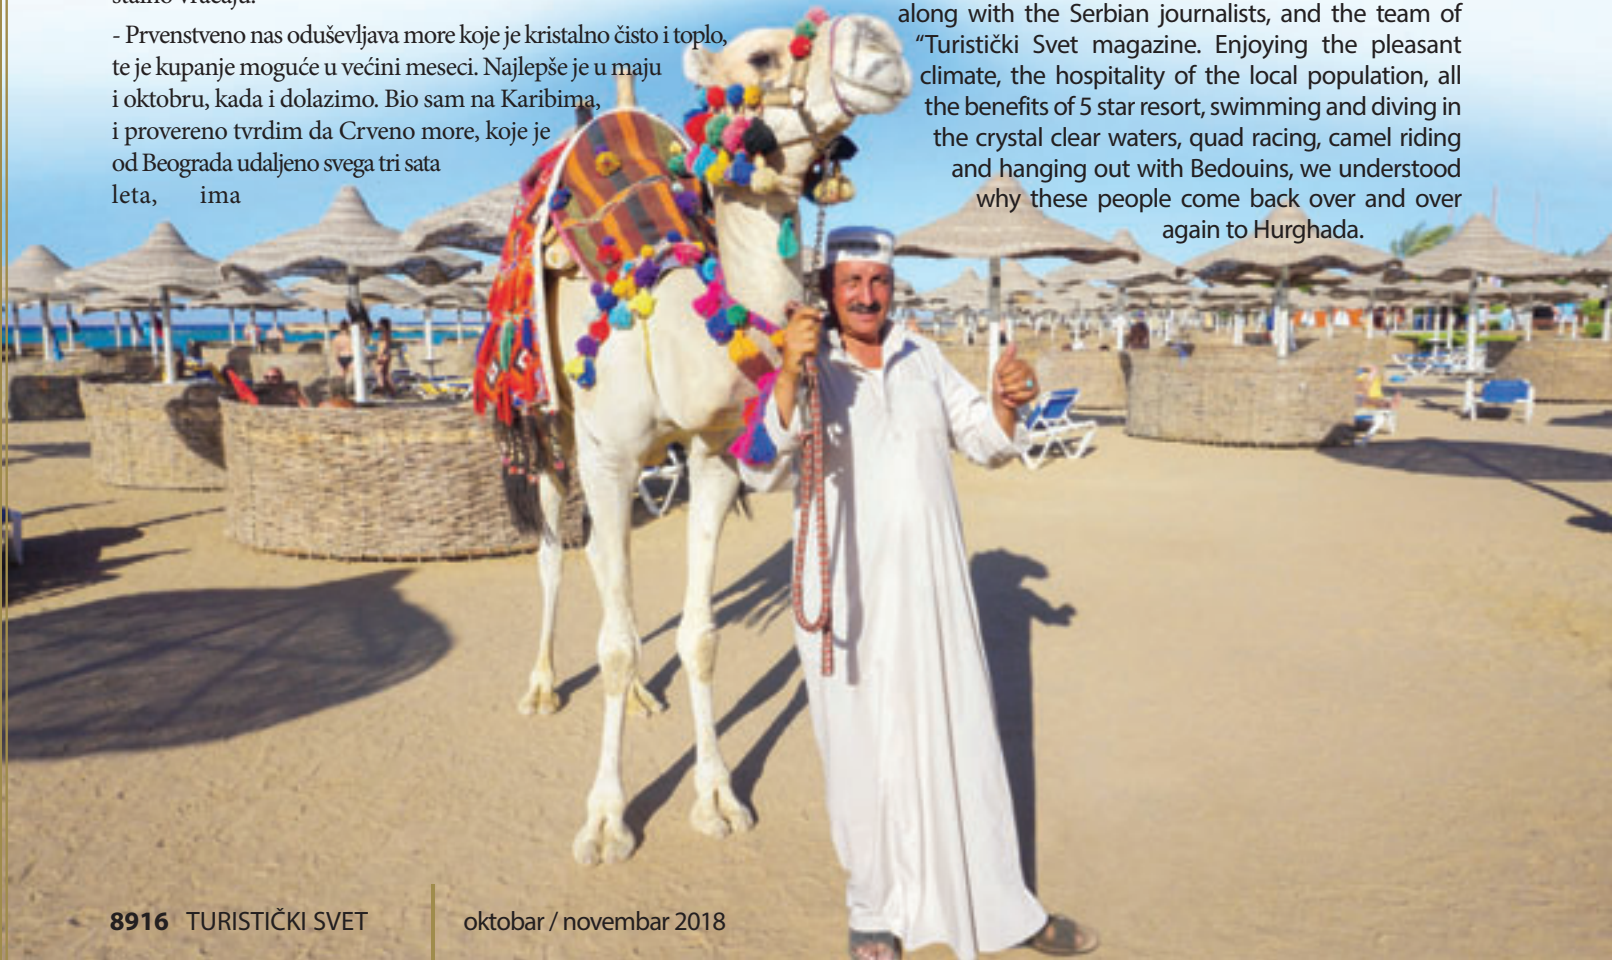 stalno vraćaju.
- Prvenstveno nas oduševljava more koje je kristalno čisto i toplo,
te je kupanje moguće u većini meseci. Najlepše je u maju
i oktobru, kada i dolazimo. Bio sam na Karibima,
i provereno tvrdim da Crveno more, koje je
od Beograda udaljeno svega tri sata
leta, ima
along with the Serbian journalists, and the team of
“Turistički Svet magazine. Enjoying the pleasant
climate, the hospitality of the local population, all
the benefits of 5 star resort, swimming and diving in
the crystal clear waters, quad racing, camel riding
and hanging out with Bedouins, we understood
why these people come back over and over
again to Hurghada.
8916 TURISTIČKI SVET
oktobar / novembar 2018